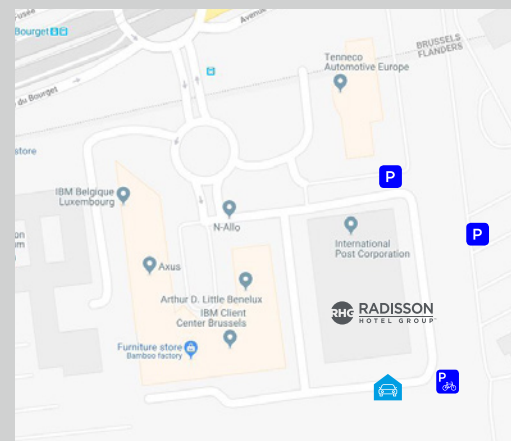 Fusée
Avenue
Bourget
BRUSSELS
FLANDERS
Tenneco
Automotive Europe
du Bourget
store
P
IBM Belgique
Luxembourg
N-Allo
P
International
Post Corporation
Axus
Arthur D. Little Benelux
IBM Client
Center Brussels
RHG RADISSON
HOTEL GROUP
Furniture store
Bamboo factory
P